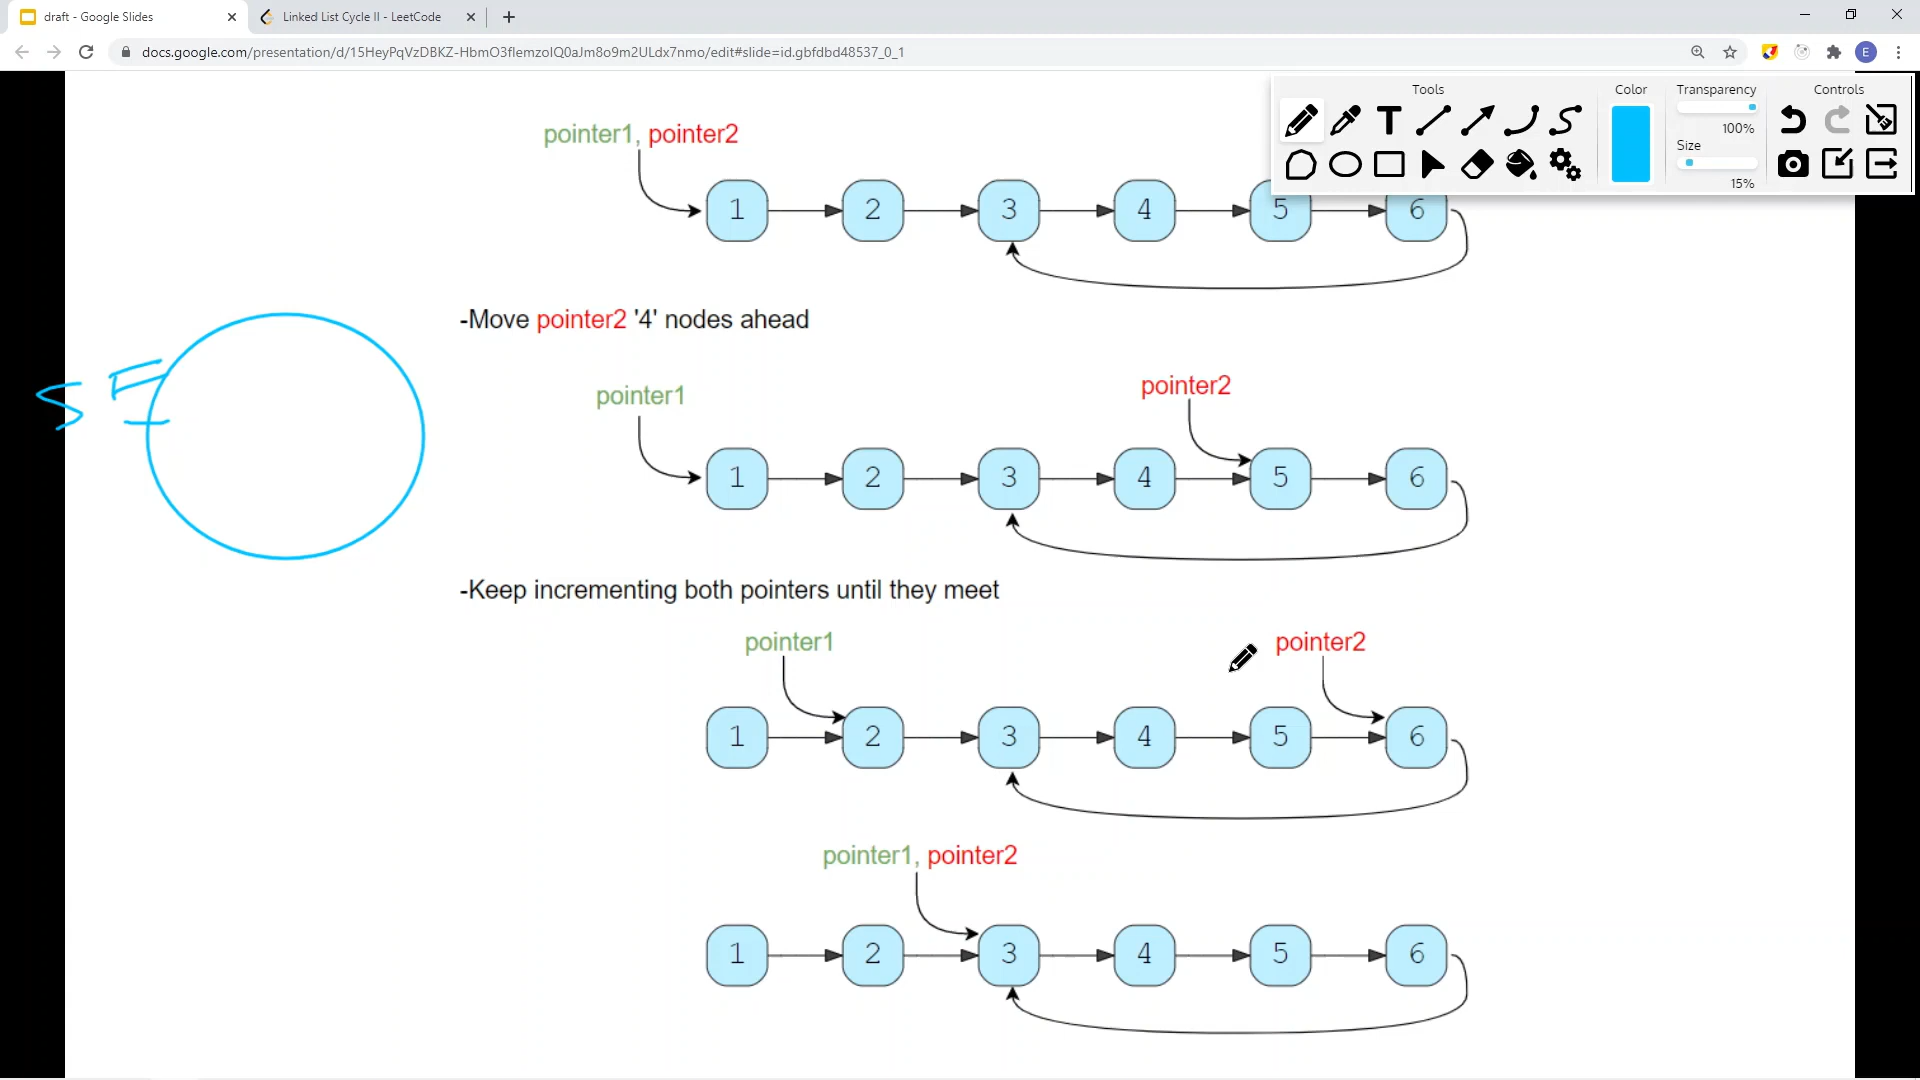 draft - Google Slides
Linked List Cycle II - LeetCode
docs.google.com/presentation/d/15HeyPqVzDBKZ-HbmO3flemzolQ0aJm8o9m2ULdx7nmo/edit#slide=id.gbfdbd48537_0_1
E
Tools
Color
Transparency
Controls
100%
Size
15%
T
pointer1, pointer2
1 2 3 4 5 6
-Move pointer2 '4' nodes ahead
S F
pointer1 pointer2
1 2 3 4 5 6
-Keep incrementing both pointers until they meet
pointer1 pointer2
1 2 3 4 5 6
pointer1, pointer2
1 2 3 4 5 6